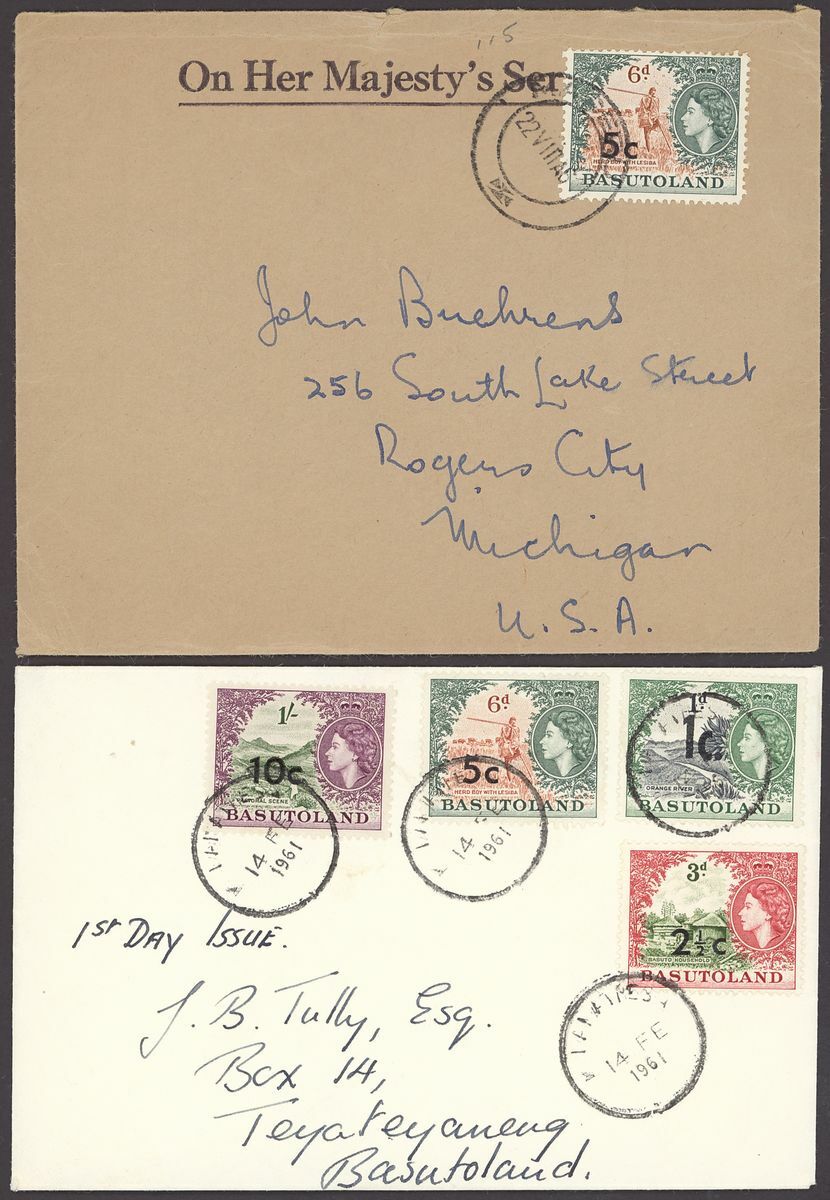 115
On Her Majesty's Ser
6d
5c
HERD BOY WITH LESIBA
BASUTOLAND
22 VII
John Buehrens
256 South Lake Street
Rogers City
Michigan
U.S.A.
1/-
10c
BASUTOLAND
6d
5c
HERD BOY WITH LESIBA
BASUTOLAND
1d
1c
ORANGE RIVER
BASUTOLAND
14 FE
1961
14 FE
1961
3d
2½c
BASUTO HOUSEHOLD
BASUTOLAND
1ST DAY ISSUE.
14 FE
1961
J. B. Tully, Esq.
Box 14,
Teyateyaneng
Basutoland.